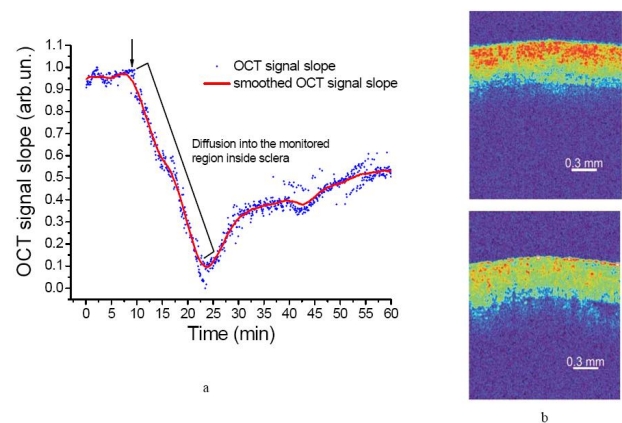 OCT signal slope (arb.un.)
1.1
1.0
0.9
0.8
0.7
0.6
0.5
0.4
0.3
0.2
0.1
0.0
OCT signal slope
smoothed OCT signal slope
Diffusion into the monitored
region inside sclera
0 5 10 15 20 25 30 35 40 45 50 55 60
Time (min)
a
0.3 mm
0.3 mm
b